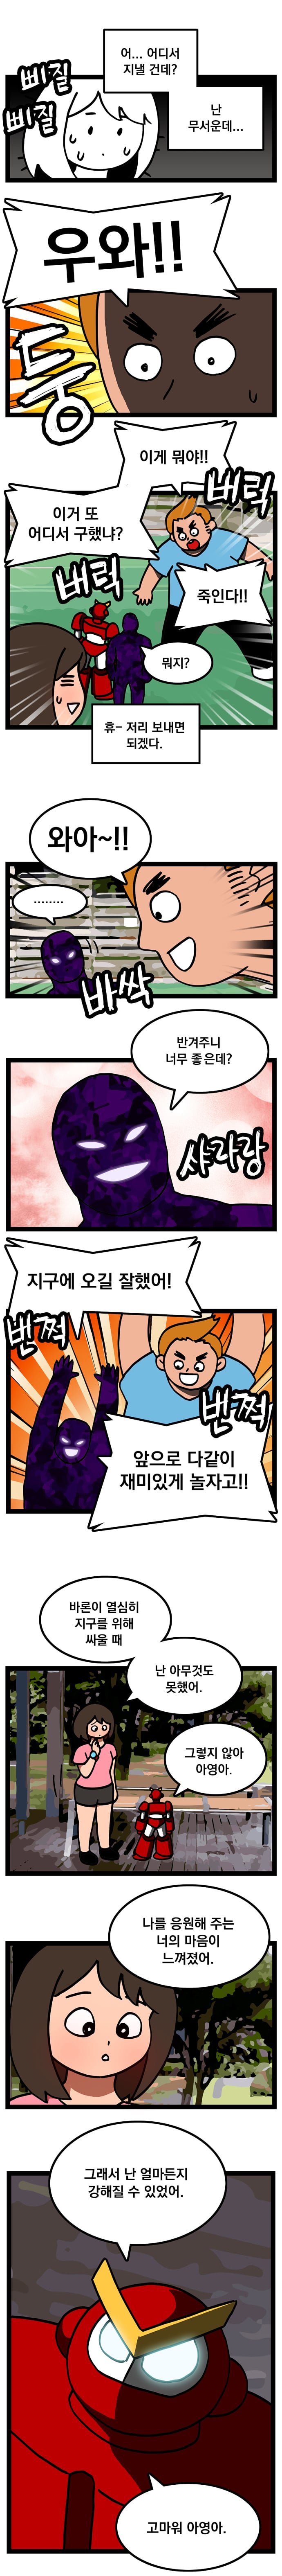 어... 어디서
지낼 건데?
삐질
삐질
난
무서운데...
우와!!
둥
이게 뭐야!!
버럭
이거 또
어디서 구했냐?
버럭
죽인다!!
뭐지?
휴- 저리 보내면
되겠다.
와아~!!
........
바싹
반겨주니
너무 좋은데?
샤라랑
지구에 오길 잘했어!
번쩍
번쩍
앞으로 다같이
재미있게 놀자고!!
바론이 열심히
지구를 위해
싸울 때
난 아무것도
못했어.
그렇지 않아
아영아.
나를 응원해 주는
너의 마음이
느껴졌어.
그래서 난 얼마든지
강해질 수 있었어.
고마워 아영아.